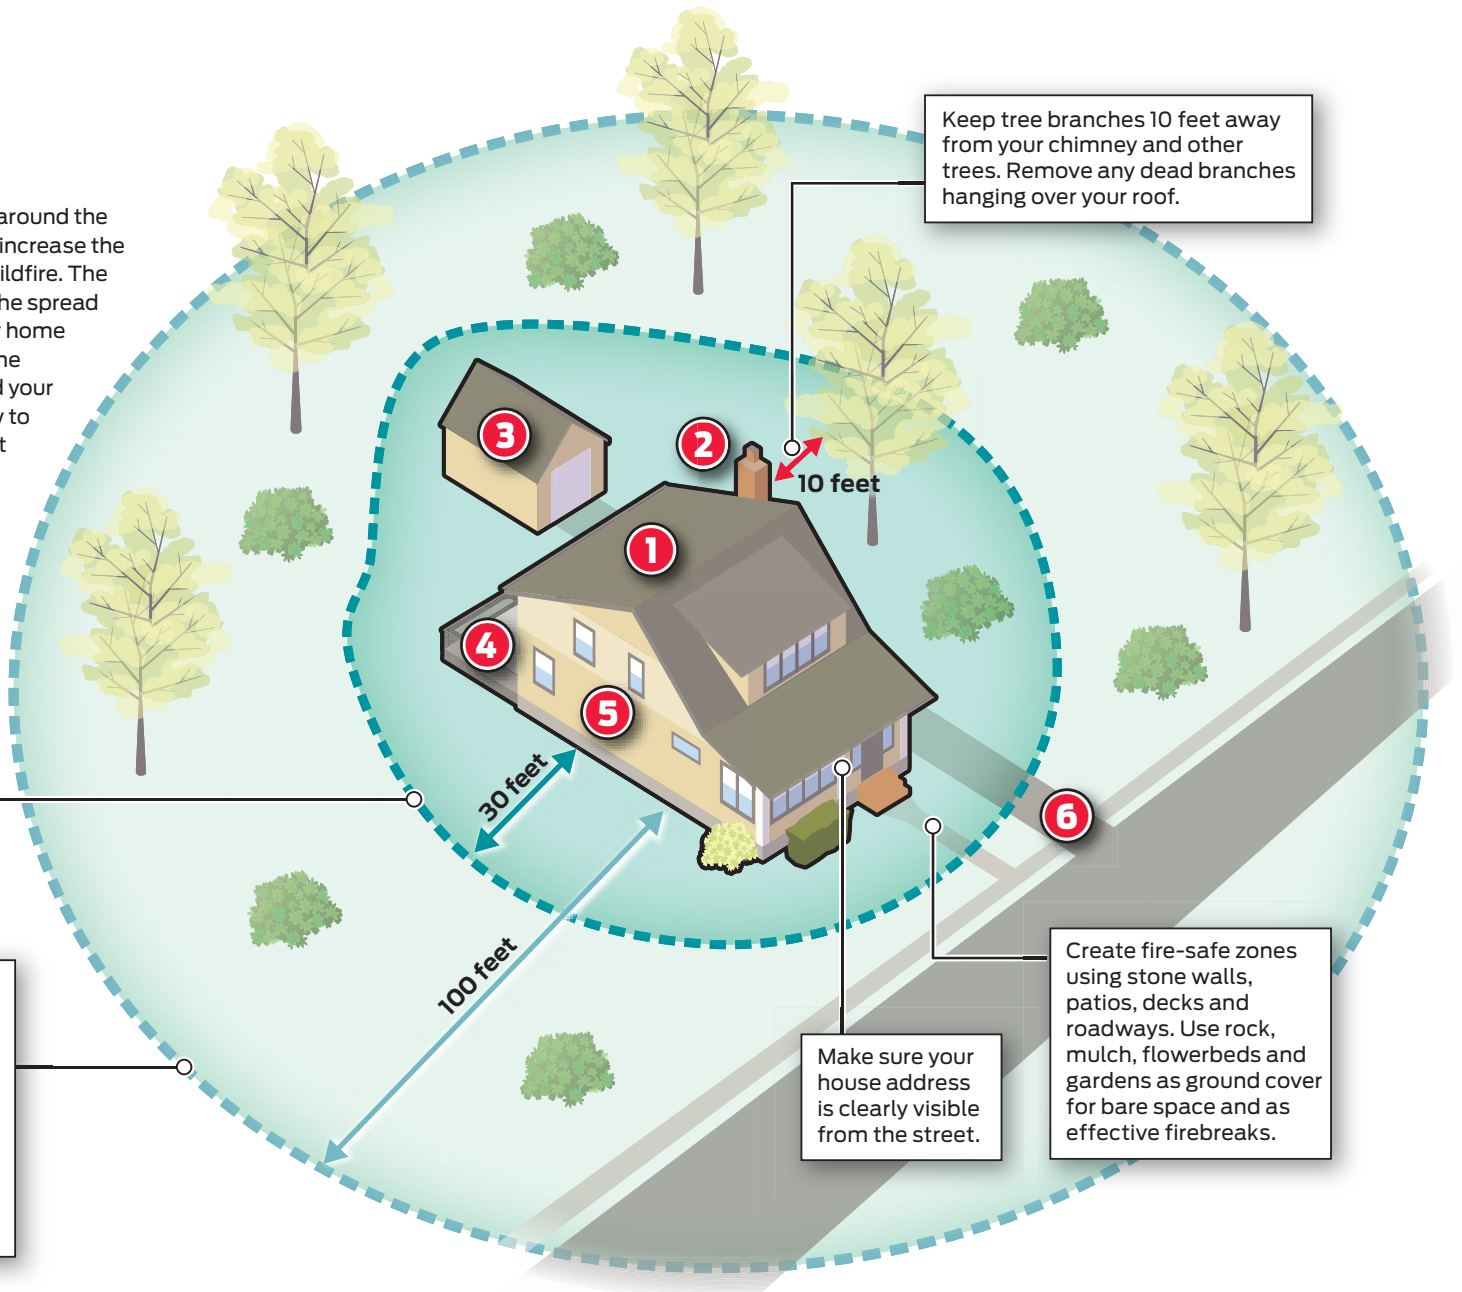 Keep tree branches 10 feet away
from your chimney and other
trees. Remove any dead branches
hanging over your roof.
around the
increase the
ildfire. The
he spread
home
he
d your
to
t
3
2
10 feet
1
4
5
30 feet
6
100 feet
Make sure your
house address
is clearly visible
from the street.
Create fire-safe zones
using stone walls,
patios, decks and
roadways. Use rock,
mulch, flowerbeds and
gardens as ground cover
for bare space and as
effective firebreaks.